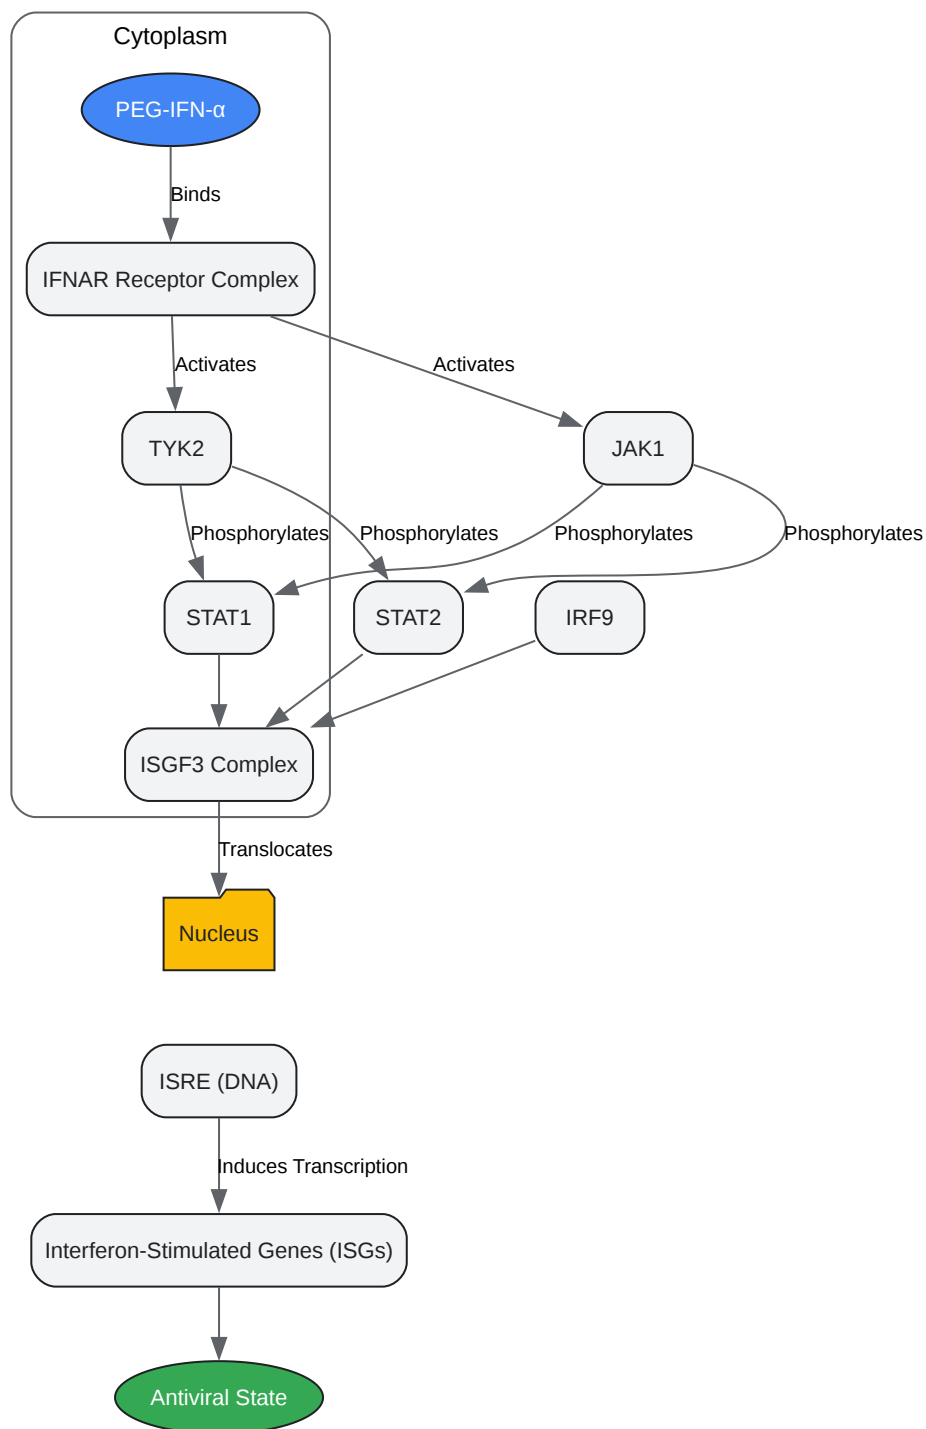 Cytoplasm
PEG-IFN-α
Binds
IFNAR Receptor Complex
Activates
Activates
TYK2
JAK1
Phosphorylates
Phosphorylates
Phosphorylates
Phosphorylates
STAT1
STAT2
IRF9
ISGF3 Complex
Translocates
Nucleus
ISRE (DNA)
Induces Transcription
Interferon-Stimulated Genes (ISGs)
Antiviral State